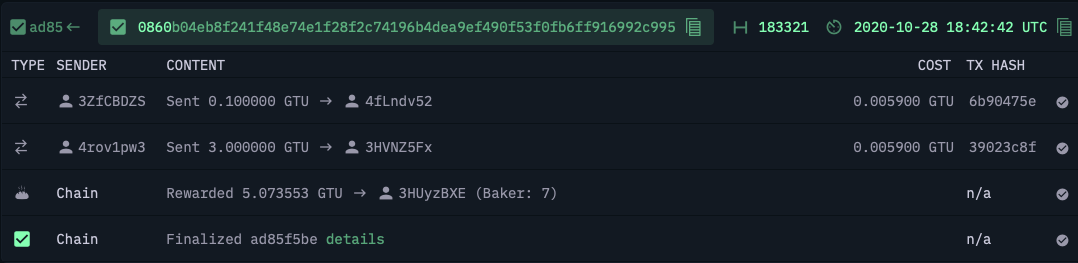 ad85 ← 0860b04eb8f241f48e74e1f28f2c74196b4dea9ef490f53f0fb6ff916992c995 183321 2020-10-28 18:42:42 UTC
TYPE SENDER CONTENT COST TX HASH
3ZfCBDZS Sent 0.100000 GTU → 4fLndv52 0.005900 GTU 6b90475e
4rov1pw3 Sent 3.000000 GTU → 3HVNZ5Fx 0.005900 GTU 39023c8f
Chain Rewarded 5.073553 GTU → 3HUyzBXE (Baker: 7) n/a
Chain Finalized ad85f5be details n/a